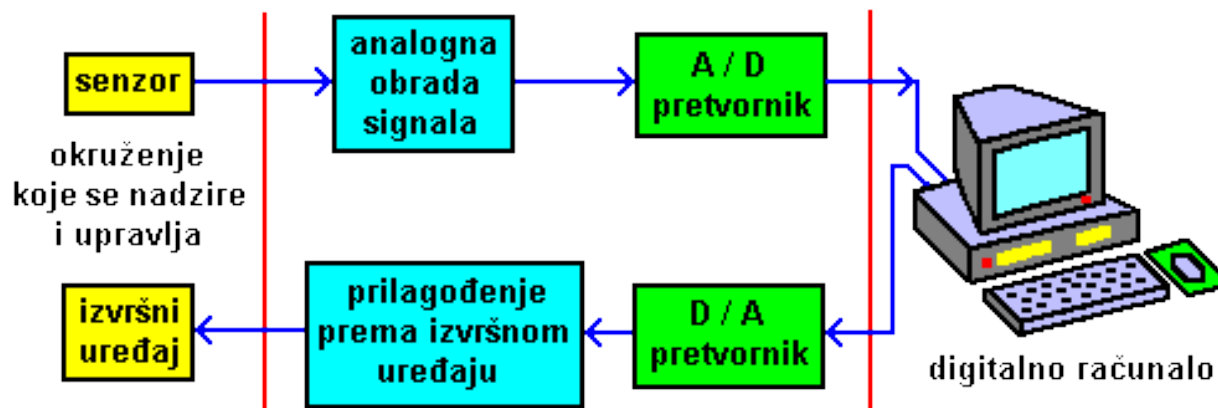 senzor
analogna
obrada
signala
A / D
pretvornik
okruženje
koje se nadzire
i upravlja
izvršni
uređaj
prilagođenje
prema izvršnom
uređaju
D / A
pretvornik
digitalno računalo